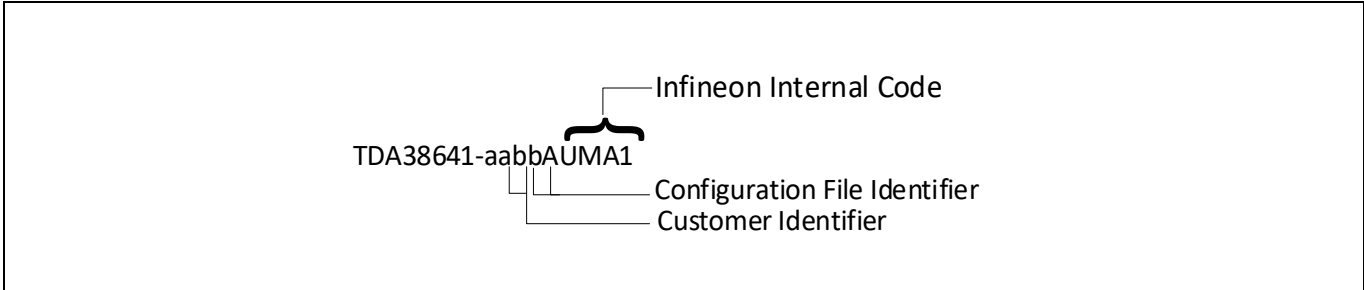 Infineon Internal Code
TDA38641-aabbAUMA1
Configuration File Identifier
Customer Identifier